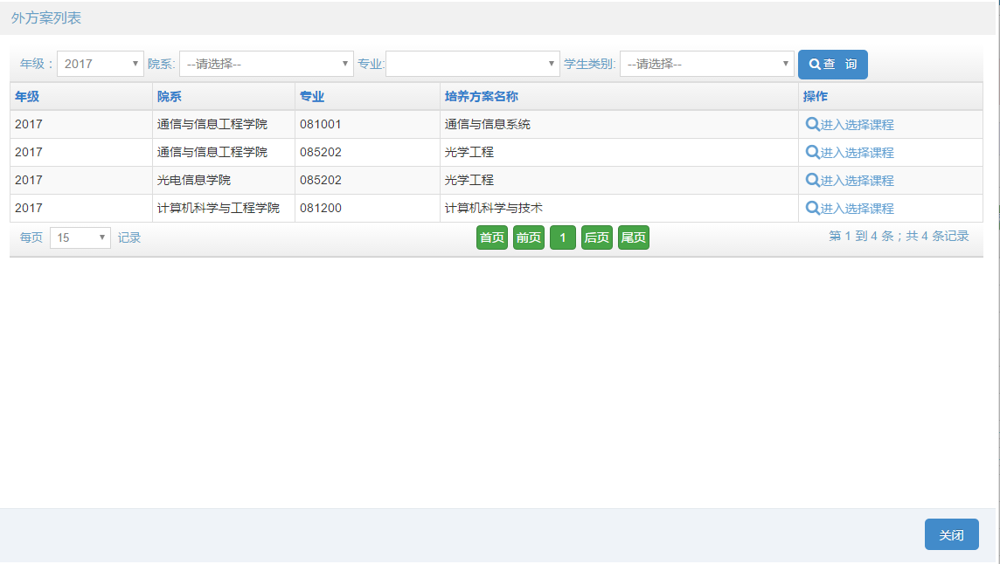 外方案列表
年级： 2017 院系: --请选择-- 专业: 学生类别: --请选择-- 查 询
年级 院系 专业 培养方案名称 操作
2017 通信与信息工程学院 081001 通信与信息系统 进入选择课程
2017 通信与信息工程学院 085202 光学工程 进入选择课程
2017 光电信息学院 085202 光学工程 进入选择课程
2017 计算机科学与工程学院 081200 计算机科学与技术 进入选择课程
每页 15 记录 首页 前页 1 后页 尾页 第 1 到 4 条；共 4 条记录
关闭